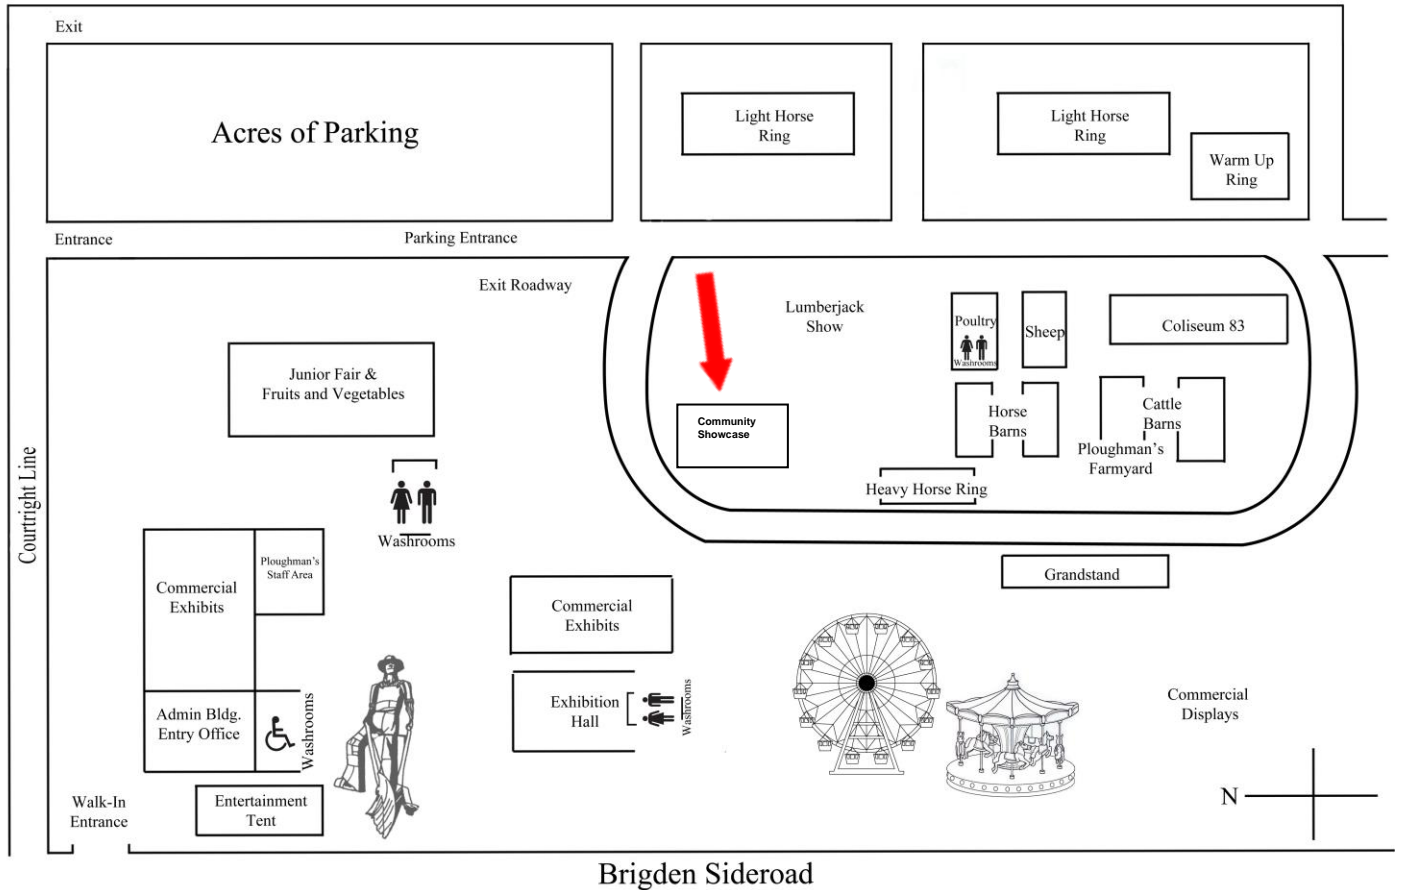 Exit
Acres of Parking
Light Horse
Ring
Light Horse
Ring
Warm Up
Ring
Entrance
Parking Entrance
Exit Roadway
Lumberjack
Show
Poultry
Washrooms
Sheep
Coliseum 83
Junior Fair &
Fruits and Vegetables
Community
Showcase
Horse
Barns
Cattle
Barns
Ploughman's
Farmyard
Heavy Horse Ring
Courtright Line
Washrooms
Commercial
Exhibits
Ploughman's
Staff Area
Grandstand
Commercial
Exhibits
Admin Bldg.
Entry Office
Washrooms
Exhibition
Hall
Washrooms
Commercial
Displays
Walk-In
Entrance
Entertainment
Tent
N
Brigden Sideroad